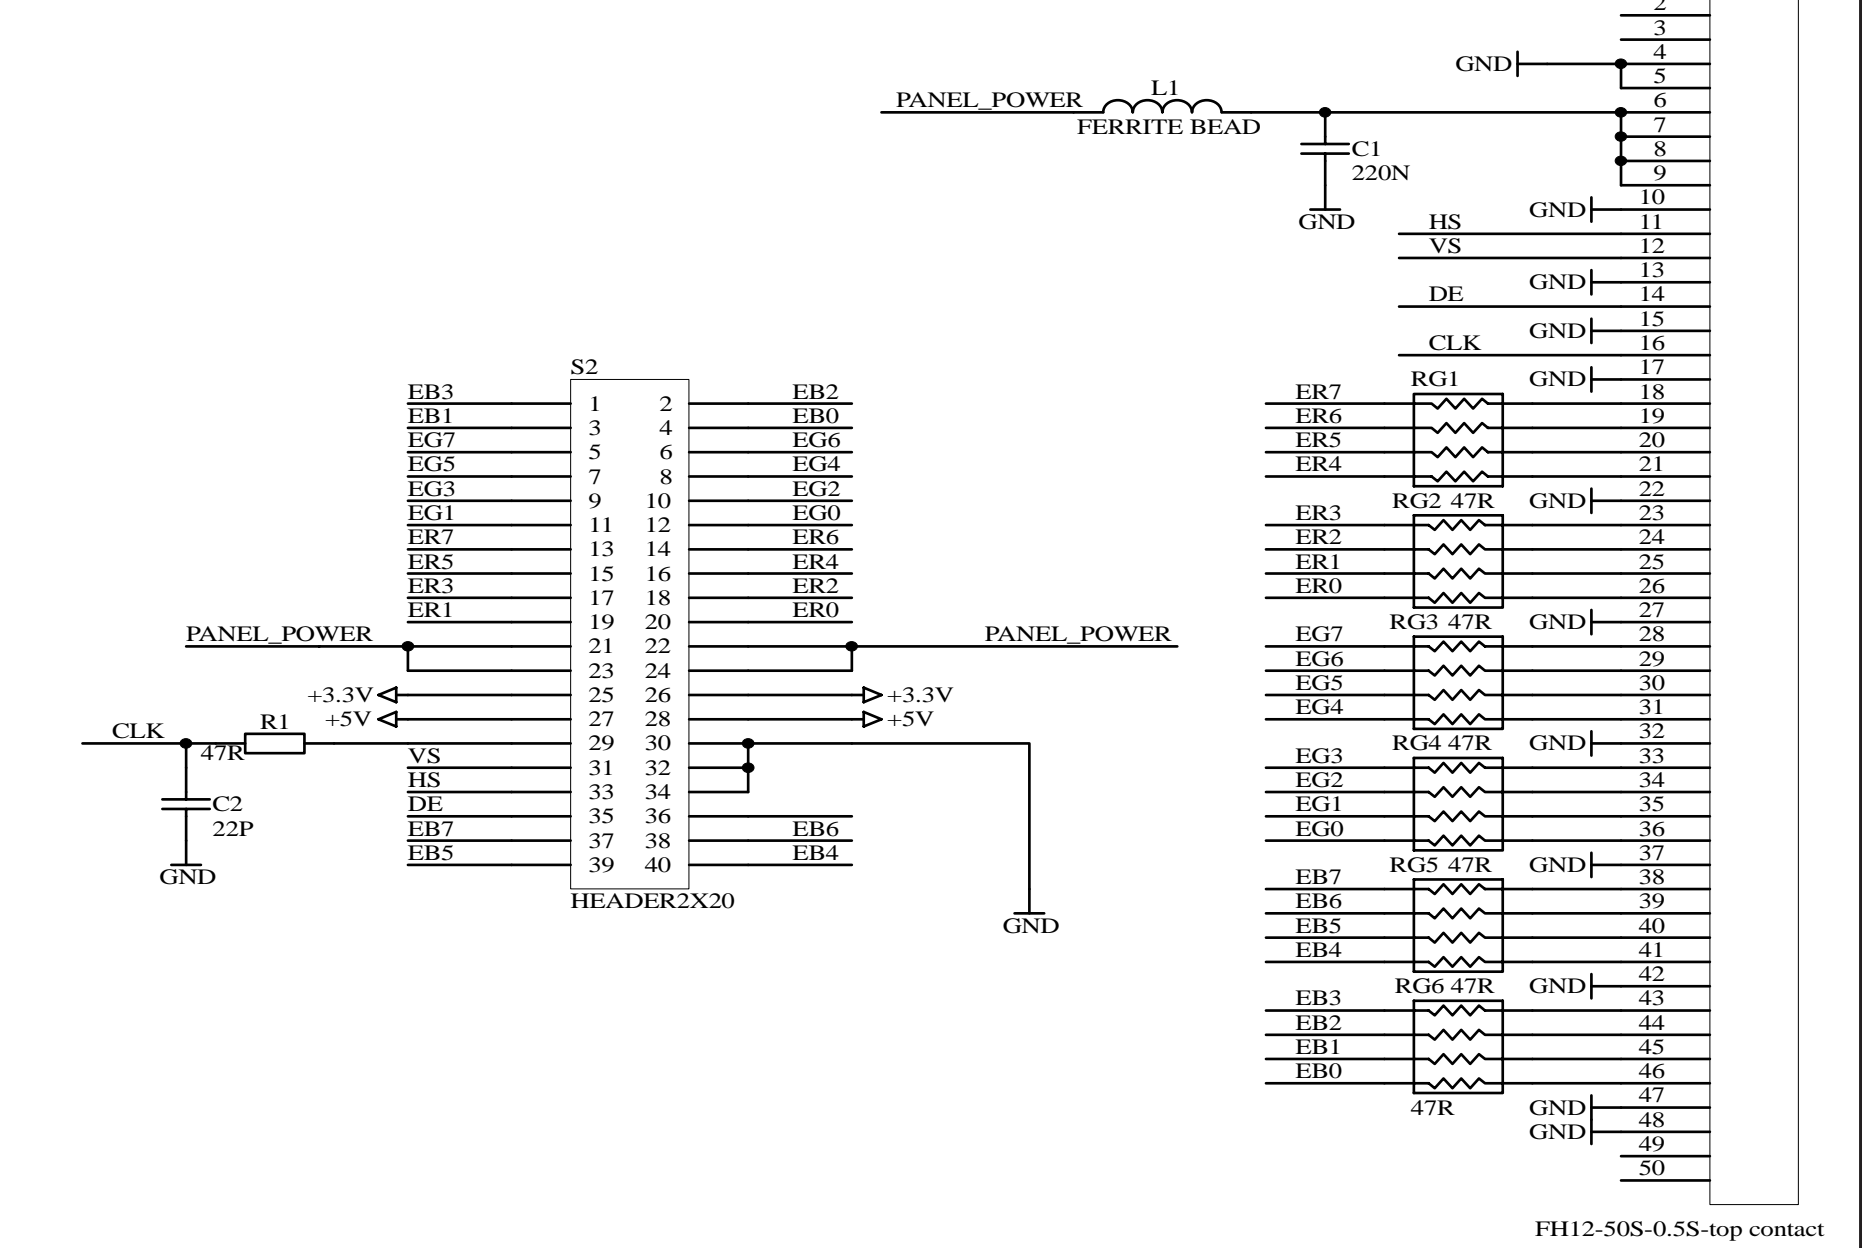 2
3
GND 4
5
L1
PANEL_POWER 6
FERRITE BEAD
7
C1 8
220N 9
GND 10
GND
HS 11
VS 12
GND 13
DE 14
GND 15
CLK 16
GND 17
RG1
ER7 18
ER6 19
ER5 20
ER4 21
RG2 47R GND 22
ER3 23
ER2 24
ER1 25
ER0 26
RG3 47R GND 27
EG7 28
EG6 29
EG5 30
EG4 31
RG4 47R GND 32
EG3 33
EG2 34
EG1 35
EG0 36
RG5 47R GND 37
EB7 38
EB6 39
EB5 40
EB4 41
RG6 47R GND 42
EB3 43
EB2 44
EB1 45
EB0 46
47R GND 47
GND 48
49
50
FH12-50S-0.5S-top contact
S2
EB3 1 2 EB2
EB1 3 4 EB0
EG7 5 6 EG6
EG5 7 8 EG4
EG3 9 10 EG2
EG1 11 12 EG0
ER7 13 14 ER6
ER5 15 16 ER4
ER3 17 18 ER2
ER1 19 20 ER0
PANEL_POWER 21 22 PANEL_POWER
23 24
+3.3V 25 26 +3.3V
+5V 27 28 +5V
CLK R1 29 30
47R
VS 31 32
HS 33 34
DE 35 36
EB7 37 38 EB6
EB5 39 40 EB4
HEADER2X20
C2
22P
GND
GND